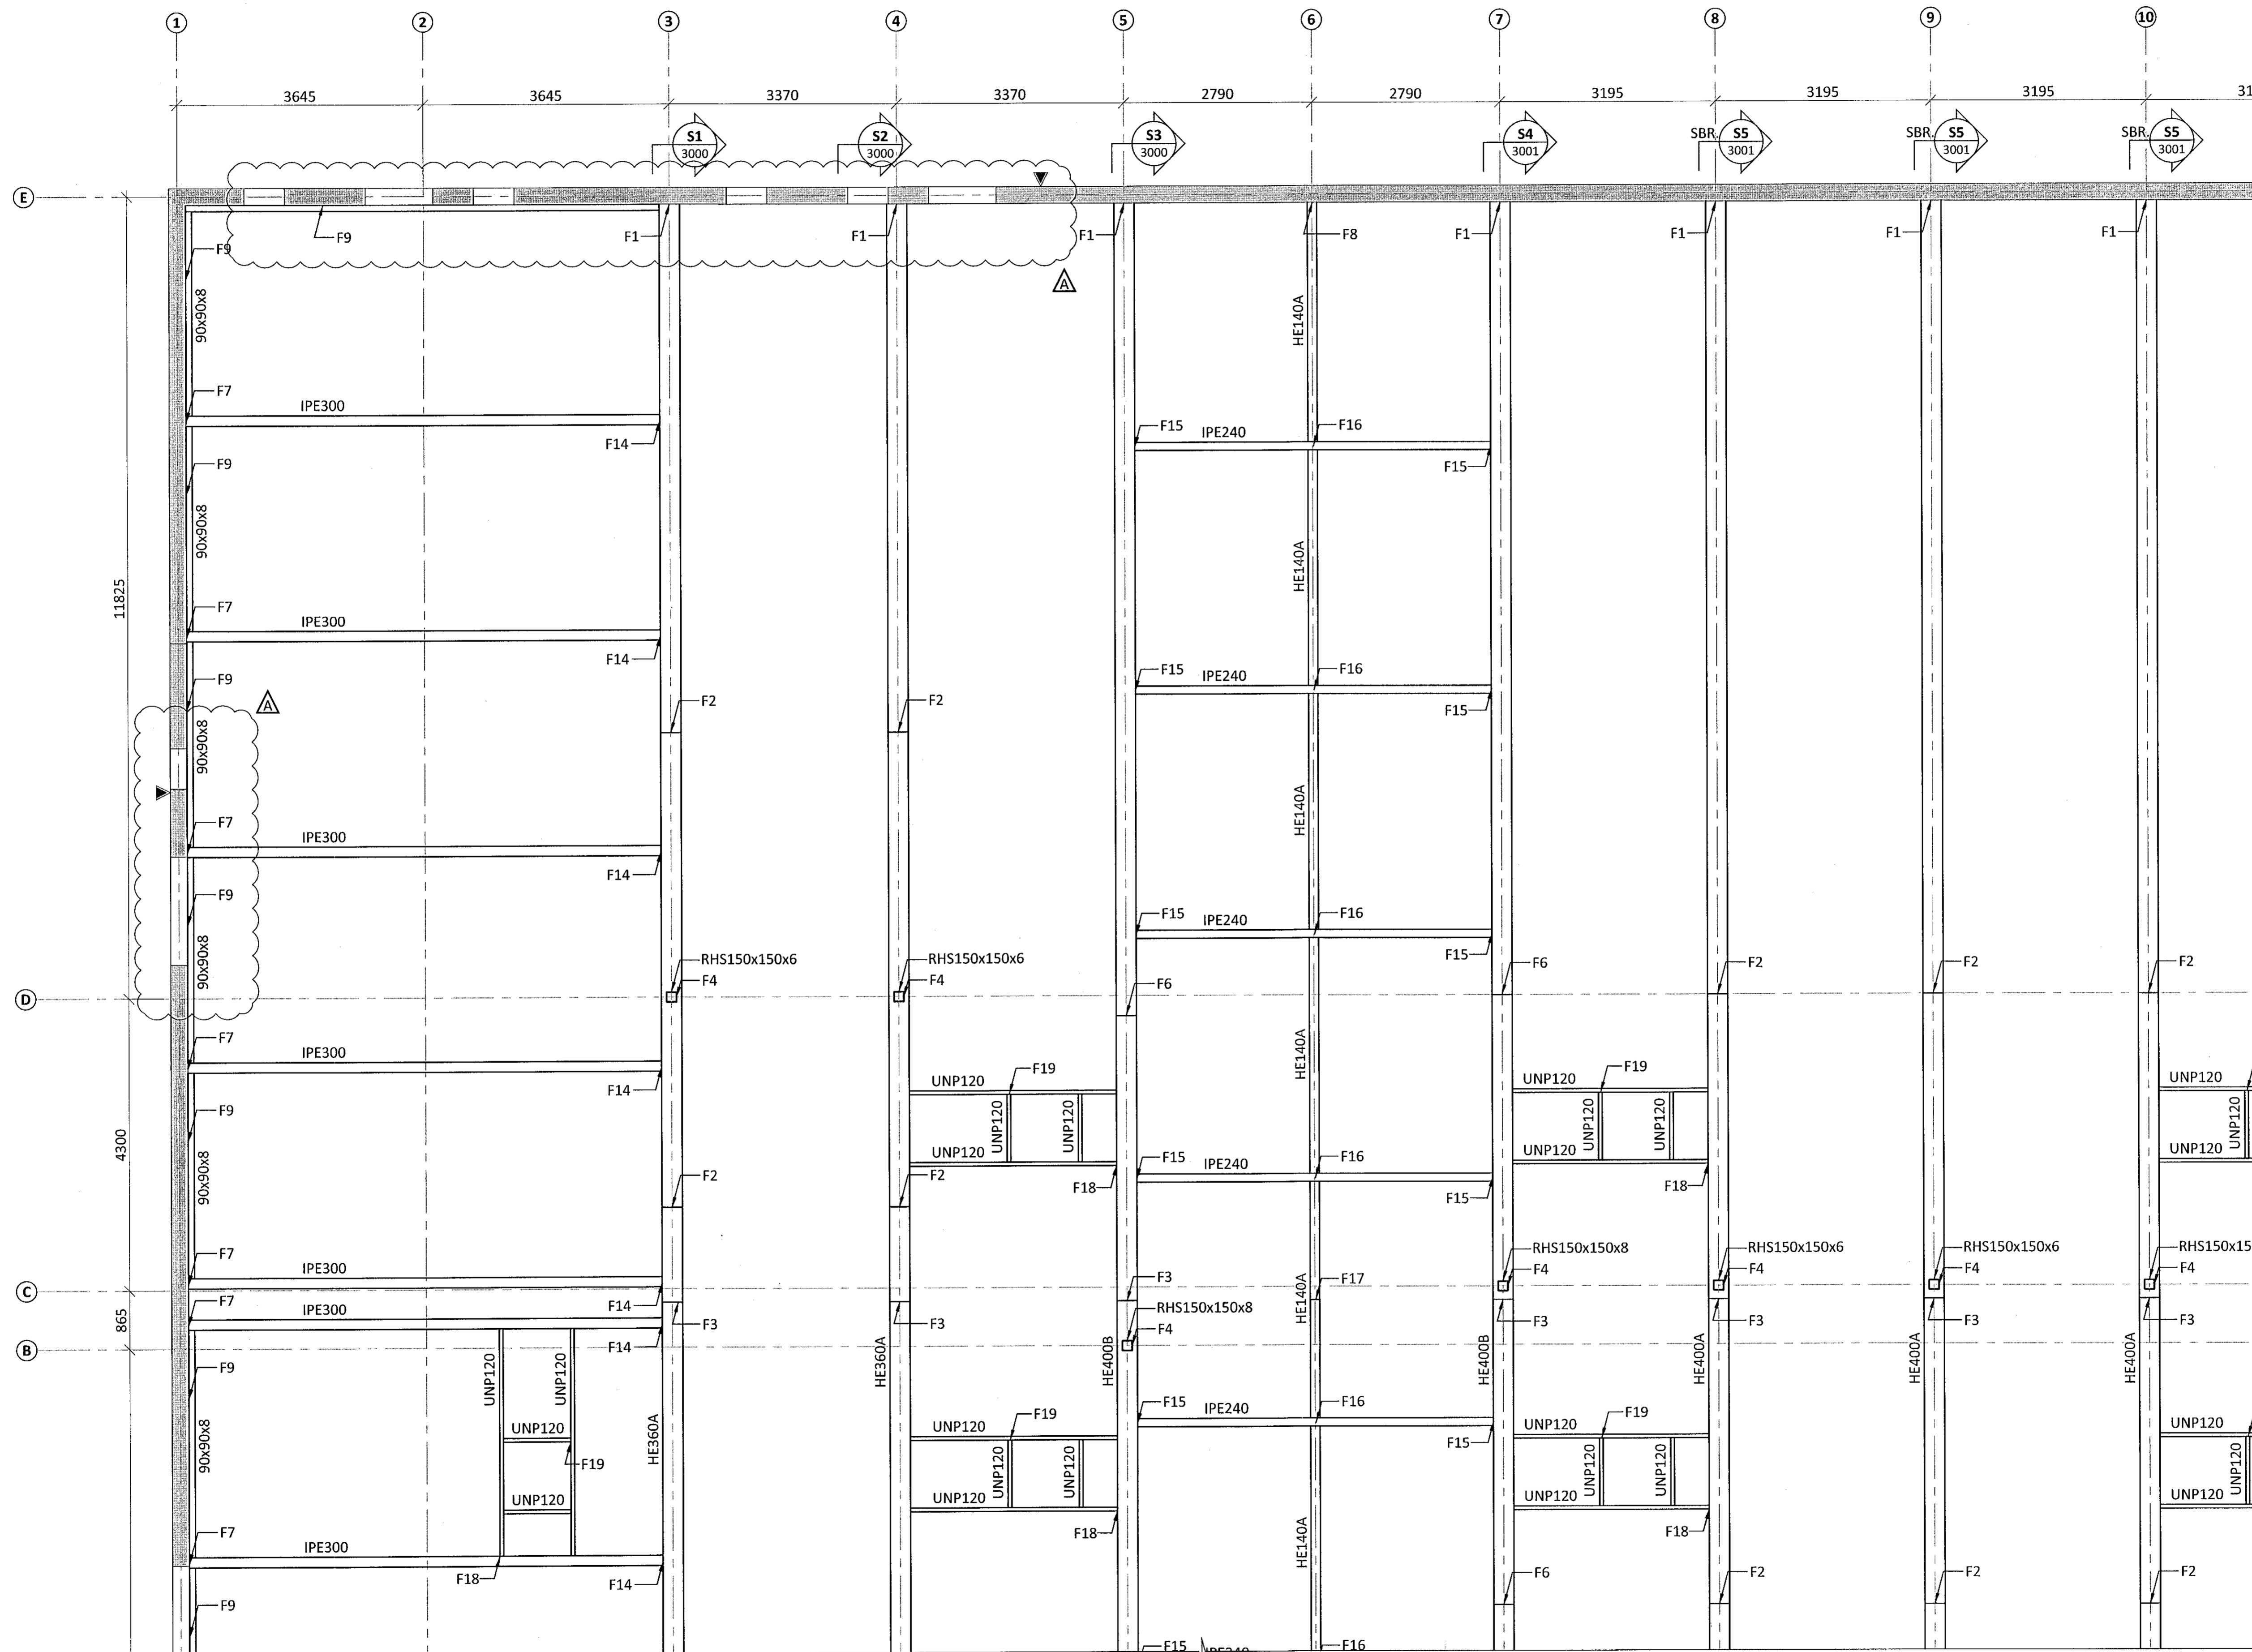 1 2 3 4 5 6 7 8 9 10
3645 3645 3370 3370 2790 2790 3195 3195 3195
S1 S2 S3 S4 SBR. S5 SBR. S5 SBR. S5
3000 3000 3000 3001 3001 3001 3001
E
F9 F1 F1 F1 F8 F1 F1 F1 F1
F9
A
90x90x8 HE140A
F7
IPE300
F14
F15 IPE240 F16
F15
F9
90x90x8 HE140A
11825
F7
IPE300
F14
F15 IPE240 F16
F15
F9
A
F2 F2
90x90x8 HE140A
F7
IPE300
F14
F9
F15 IPE240 F16
F15
90x90x8
RHS150x150x6 RHS150x150x6
F4 F4
F6 F6 F2 F2 F2
D
HE140A
F7
IPE300
F14
UNP120 F19 UNP120 F19 UNP120
UNP120 UNP120 UNP120 UNP120 UNP120
UNP120 UNP120 UNP120
F9
4300
90x90x8
F15 IPE240 F16
F18 F15 F18
F2 F2
F7
IPE300
F14
C
RHS150x150x8 RHS150x150x6 RHS150x150x6
F4 F4 F4 F4
F3 HE140A F17
F7
IPE300
865
F3 F3
RHS150x150x8
F4
F3 F3 F3 F3
F14
B
F9
UNP120 UNP120
HE360A HE400B HE400B HE400A HE400A HE400A
90x90x8
HE360A
F15 IPE240 F16
F15
UNP120
F19
UNP120
UNP120 F19 UNP120 F19 UNP120
UNP120 UNP120 UNP120 UNP120 UNP120
UNP120 UNP120 UNP120
F18 F18
F7
IPE300
F18 F14
HE140A
F6 F2 F2 F2
F9
F15 IPE240 F16